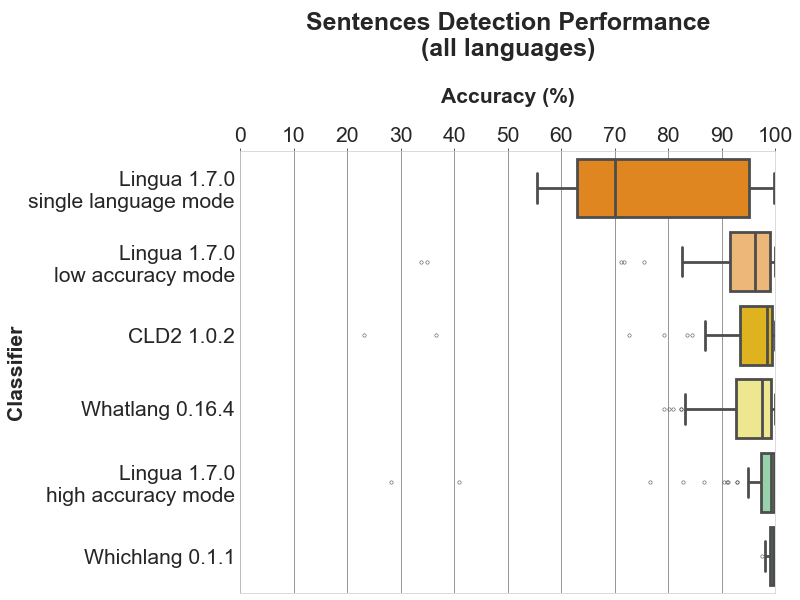 Sentences Detection Performance
(all languages)
Accuracy (%)
0 10 20 30 40 50 60 70 80 90 100
Classifier
Lingua 1.7.0
single language mode
Lingua 1.7.0
low accuracy mode
CLD2 1.0.2
Whatlang 0.16.4
Lingua 1.7.0
high accuracy mode
Whichlang 0.1.1